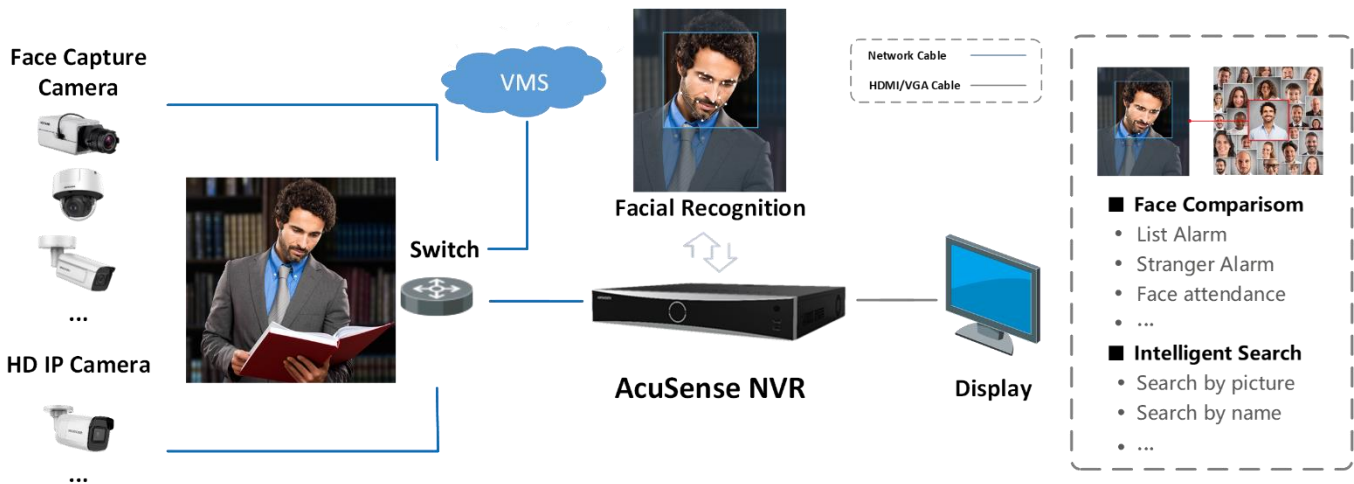 Face Capture
Camera
...
HD IP Camera
...
VMS
Switch
Facial Recognition
AcuSense NVR
Display
Network Cable
HDMI/VGA Cable
■ Face Comparisom
• List Alarm
• Stranger Alarm
• Face attendance
• ...
■ Intelligent Search
• Search by picture
• Search by name
• ...